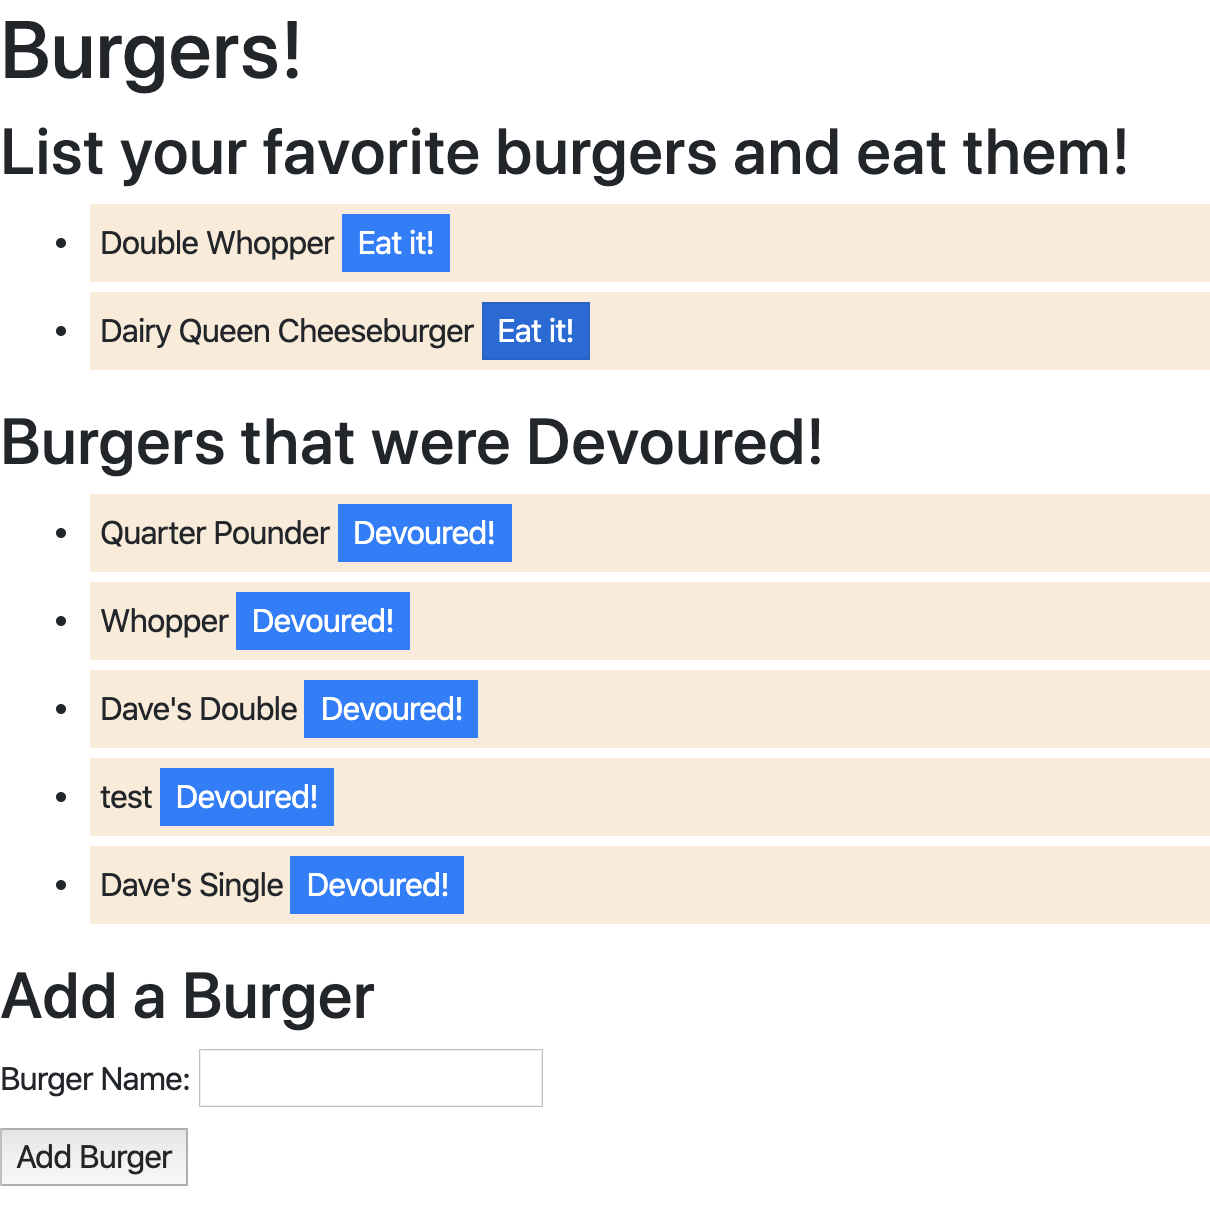 Burgers!
List your favorite burgers and eat them!
Double Whopper Eat it!
Dairy Queen Cheeseburger Eat it!
Burgers that were Devoured!
Quarter Pounder Devoured!
Whopper Devoured!
Dave's Double Devoured!
test Devoured!
Dave's Single Devoured!
Add a Burger
Burger Name:
Add Burger